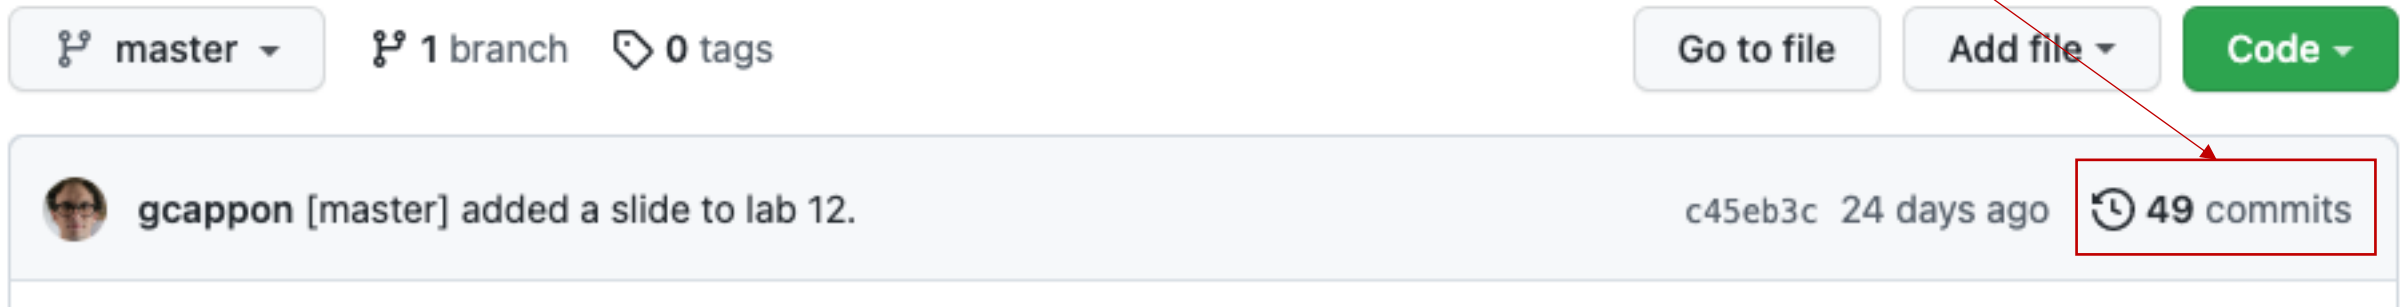 master 1 branch 0 tags Go to file Add file Code
gcappon [master] added a slide to lab 12. c45eb3c 24 days ago 49 commits